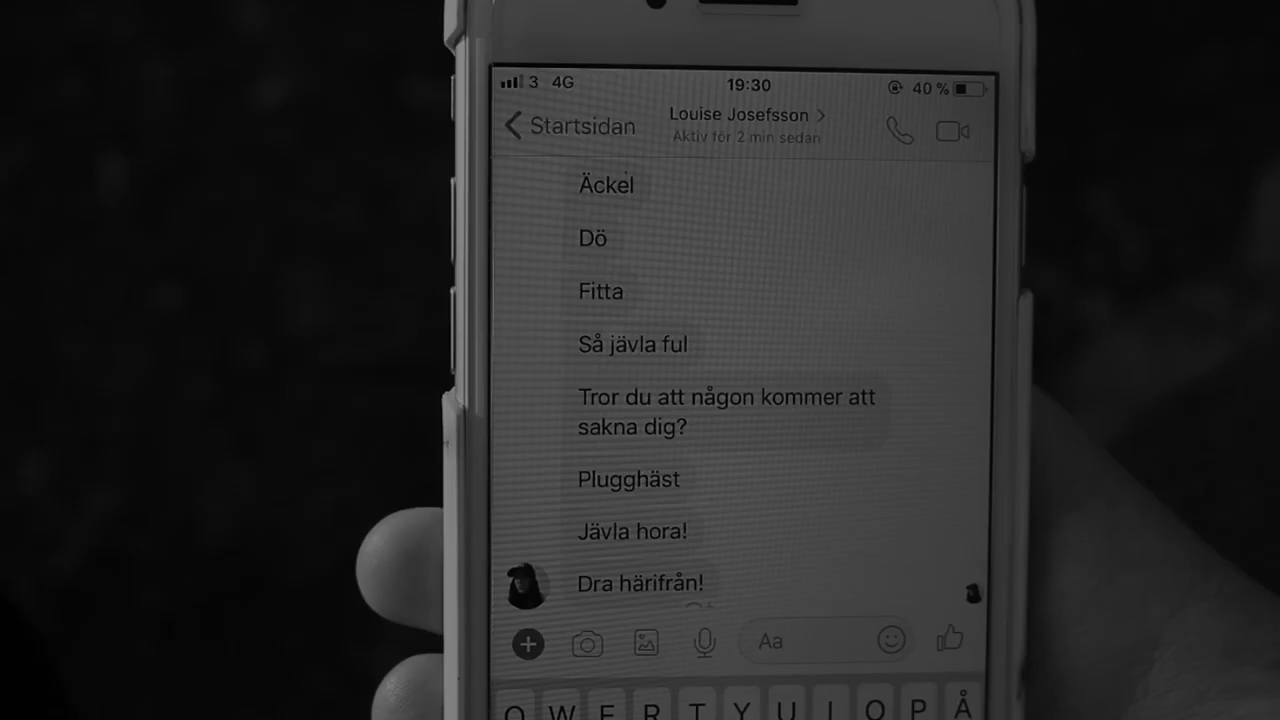 3 4G 19:30 40 %
Startsidan Louise Josefsson
Aktiv för 2 min sedan
Äckel
Dö
Fitta
Så jävla ful
Tror du att någon kommer att
sakna dig?
Plugghäst
Jävla hora!
Dra härifrån!
Aa
Q W E R T Y U I O P Å